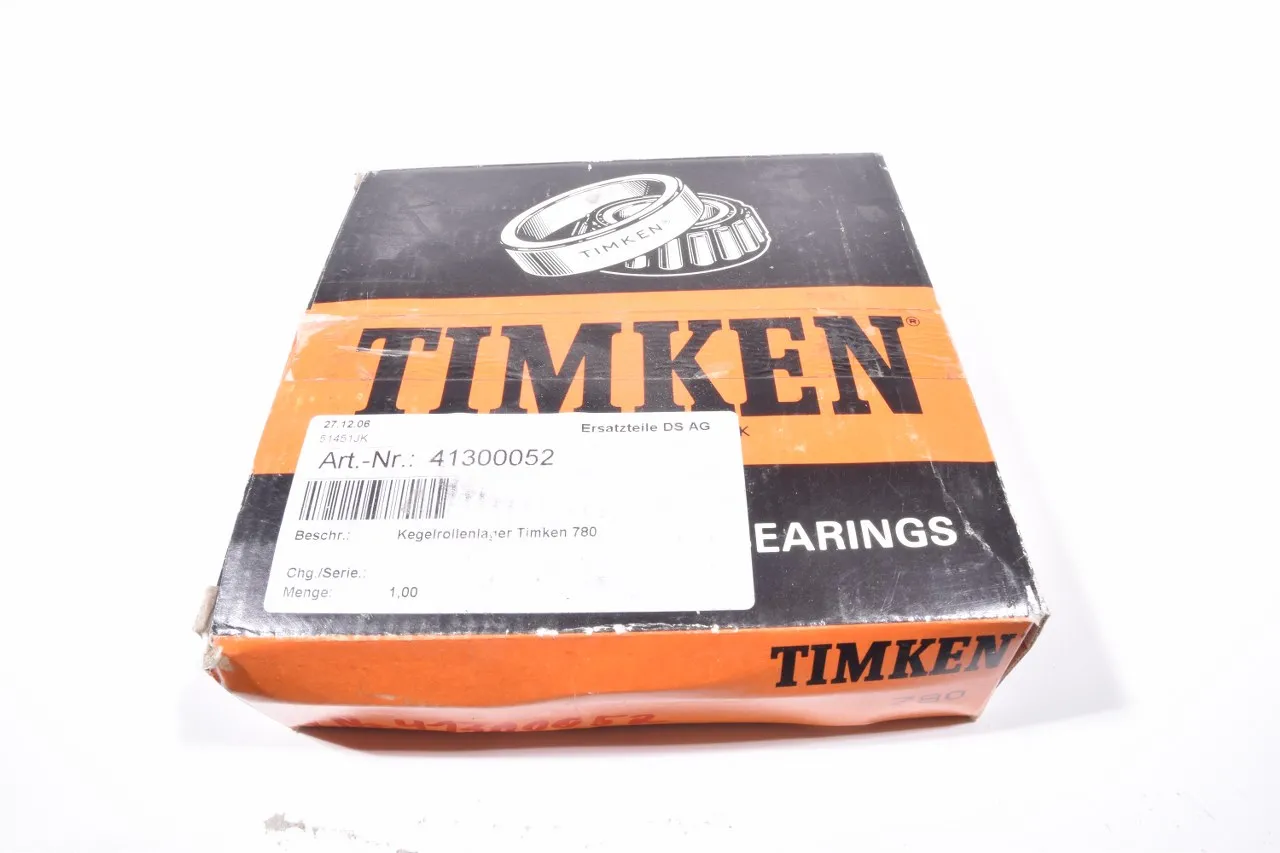 TIMKEN®
TIMKEN®
27.12.06 Ersatzteile DS AG
51451JK
K
Art.-Nr.: 41300052
Beschr.: Kegelrollenlager Timken 780
EARINGS
Chg./Serie.:
Menge: 1,00
TIMKEN
780
41300052